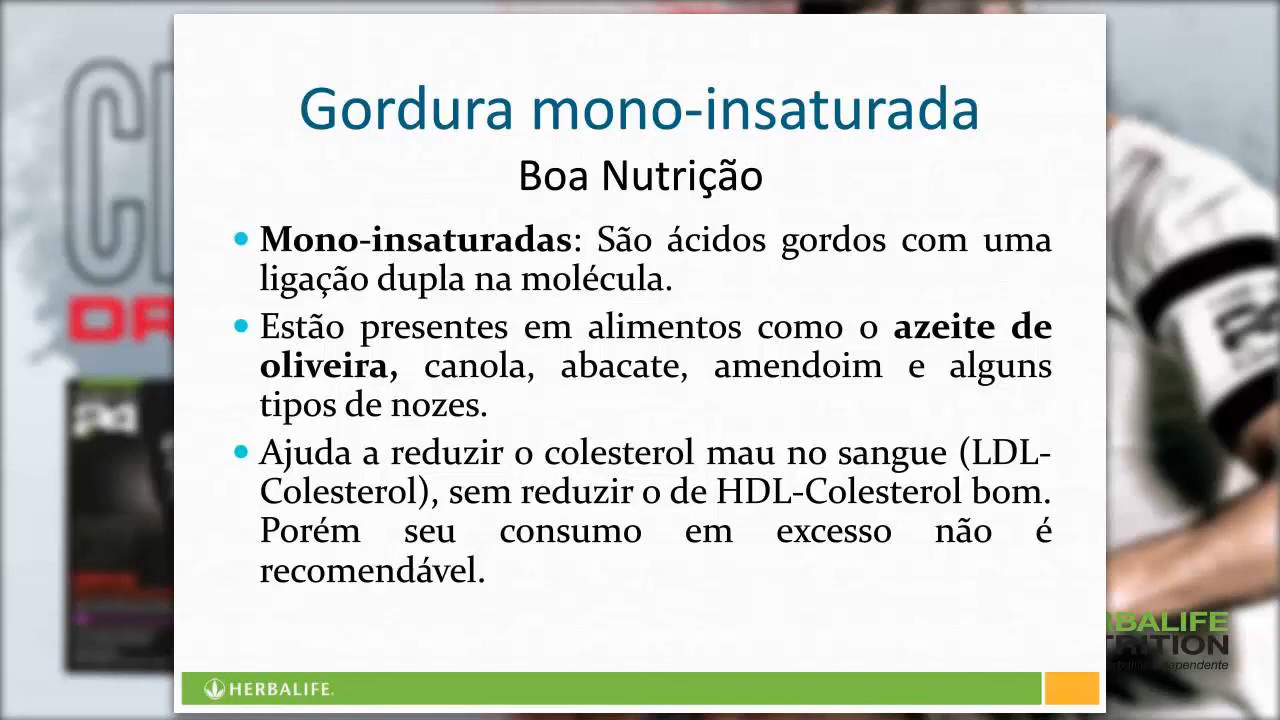 Gordura mono-insaturada
Boa Nutrição
• Mono-insaturadas: São ácidos gordos com uma
ligação dupla na molécula.
• Estão presentes em alimentos como o azeite de
oliveira, canola, abacate, amendoim e alguns
tipos de nozes.
• Ajuda a reduzir o colesterol mau no sangue (LDL-
Colesterol), sem reduzir o de HDL-Colesterol bom.
Porém seu consumo em excesso não é
recomendável.
HERBALIFE